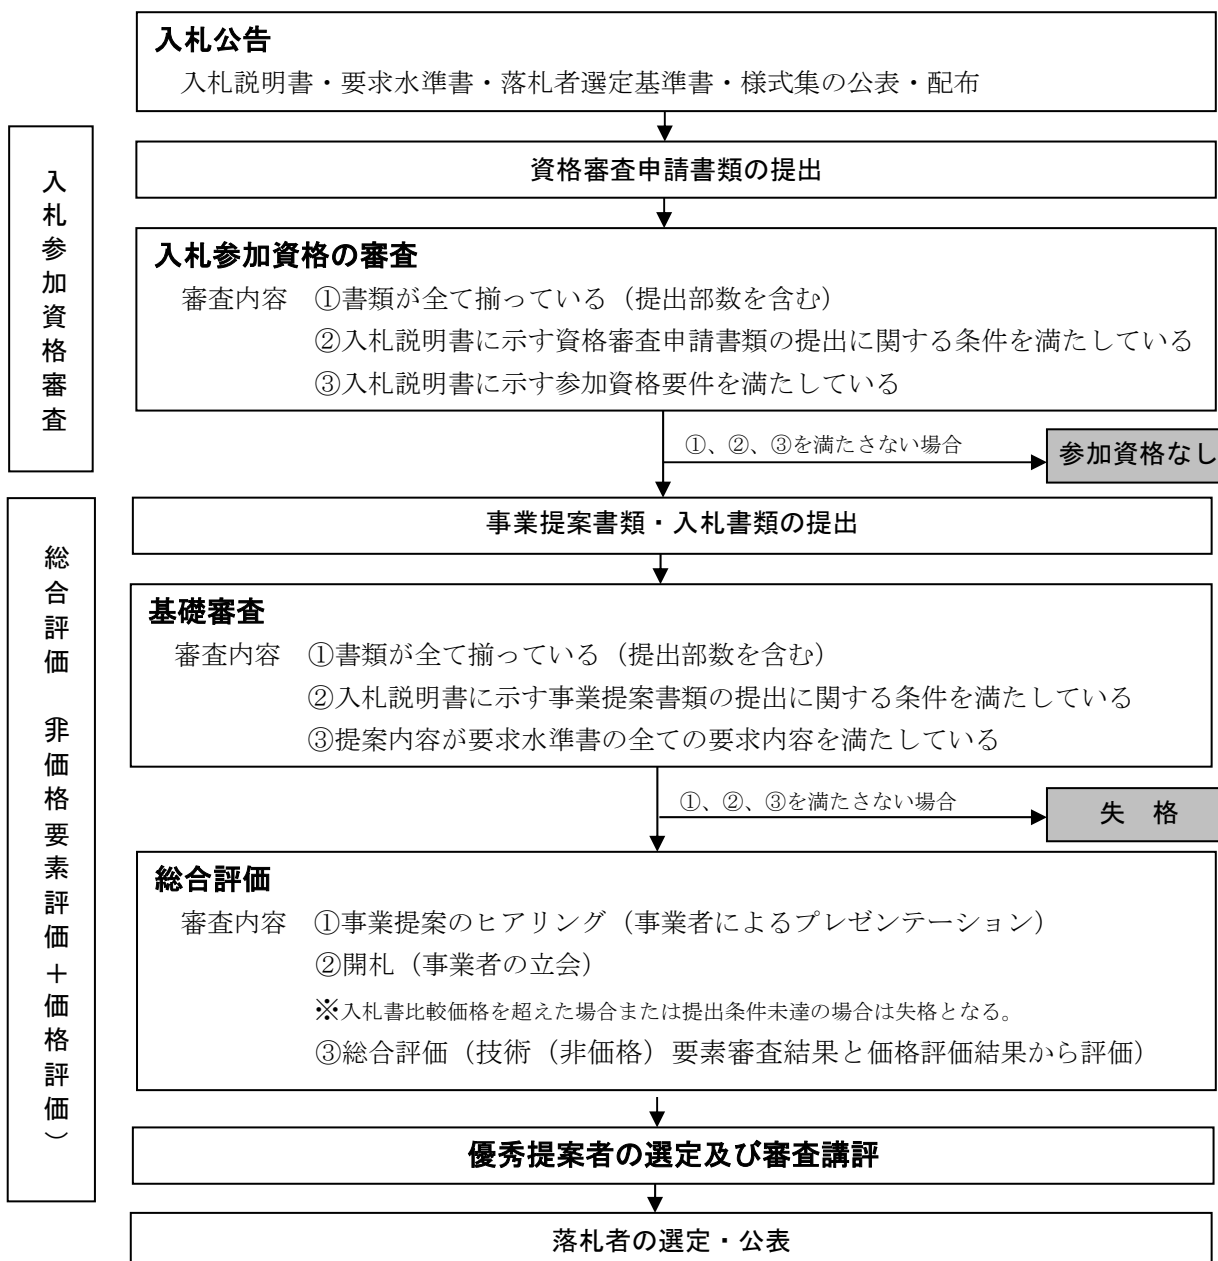 入札公告
入札説明書・要求水準書・落札者選定基準書・様式集の公表・配布
入札参加資格審査
資格審査申請書類の提出
入札参加資格の審査
審査内容　①書類が全て揃っている（提出部数を含む）
②入札説明書に示す資格審査申請書類の提出に関する条件を満たしている
③入札説明書に示す参加資格要件を満たしている
①、②、③を満たさない場合
参加資格なし
総合評価　非価格要素評価＋価格評価）
事業提案書類・入札書類の提出
基礎審査
審査内容　①書類が全て揃っている（提出部数を含む）
②入札説明書に示す事業提案書類の提出に関する条件を満たしている
③提案内容が要求水準書の全ての要求内容を満たしている
①、②、③を満たさない場合
失　格
総合評価
審査内容　①事業提案のヒアリング（事業者によるプレゼンテーション）
②開札（事業者の立会）
※入札書比較価格を超えた場合または提出条件未達の場合は失格となる。
③総合評価（技術（非価格）要素審査結果と価格評価結果から評価）
優秀提案者の選定及び審査講評
落札者の選定・公表